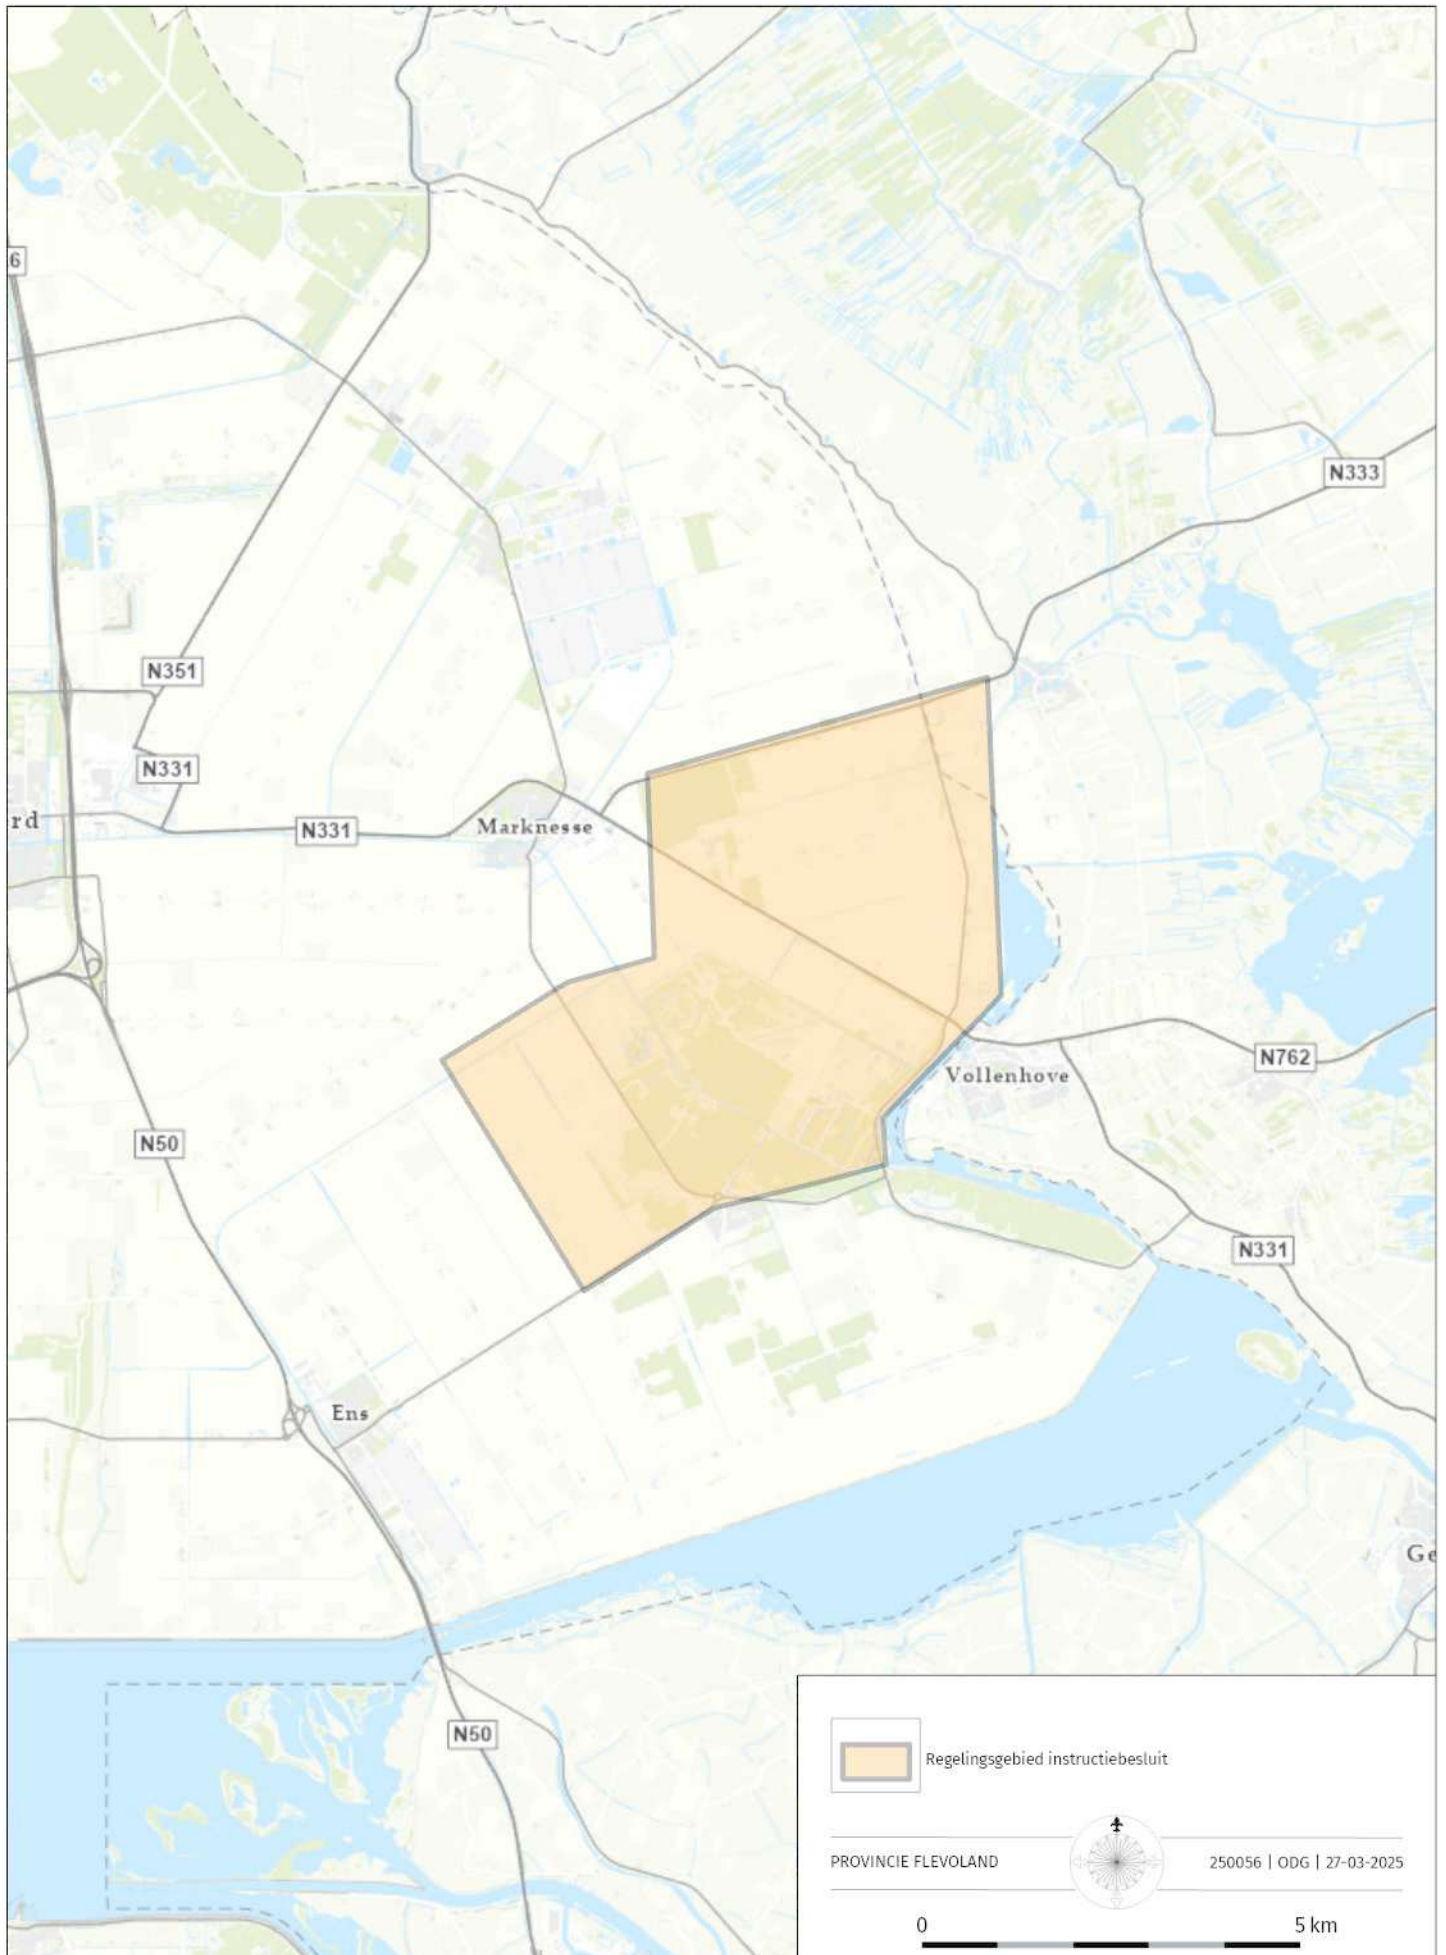 6
N333
N351
N331
rd
N331
Marknesse
N762
Vollenhove
N50
N331
Ens
Ge
N50
Regelingsgebied instructiebesluit
PROVINCIE FLEVOLAND
250056 | ODG | 27-03-2025
0
5 km